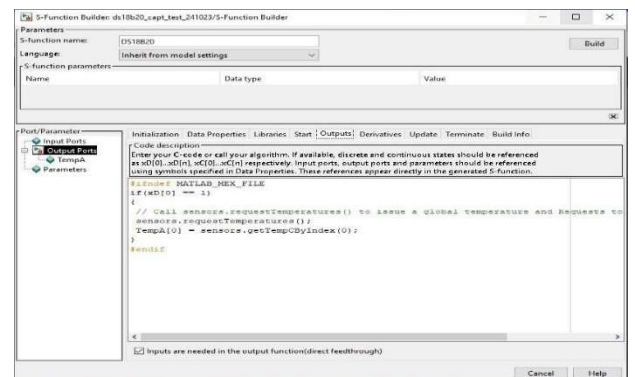 S-Function Builder: ds18b20_capt_test_241023/S-Function Builder
Parameters
S-function name: DS18B20 Build
Language: Inherit from model settings
S-function parameters
Name Data type Value
Port/Parameter
Input Ports
Output Ports
TempA
Parameters
Initialization Data Properties Libraries Start Outputs Derivatives Update Terminate Build Info
Code description
Enter your C-code or call your algorithm. If available, discrete and continuous states should be referenced
as xD[0]...xD[n], xC[0]...xC[n] respectively. Input ports, output ports and parameters should be referenced
using symbols specified in Data Properties. These references appear directly in the generated S-function.
#ifndef MATLAB_MEX_FILE
if(xD[0] == 1)
{
// Call sensors.requestTemperatures() to issue a global temperature and Requests to
sensors.requestTemperatures();
TempA[0] = sensors.getTempCByIndex(0);
}
#endif
Inputs are needed in the output function(direct feedthrough)
Cancel Help